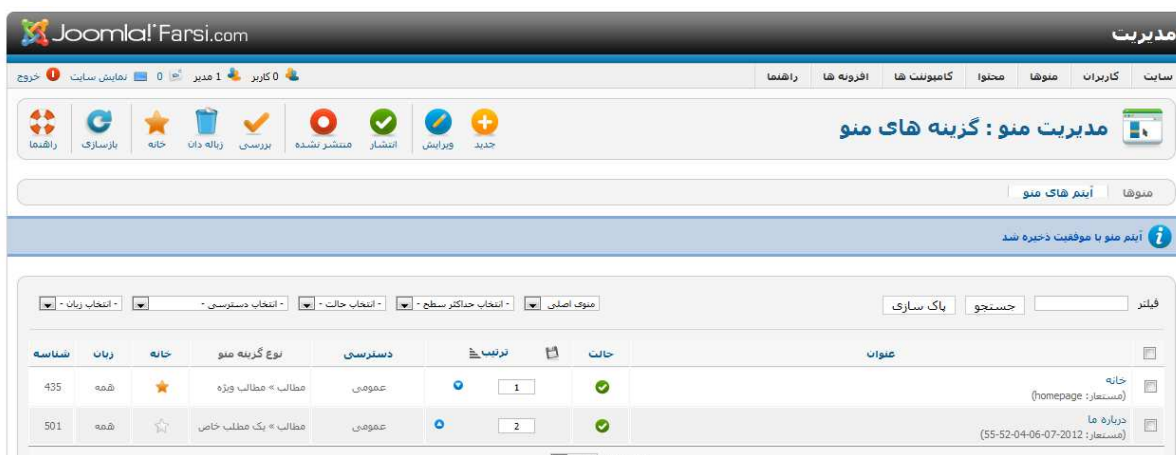 Joomla! Farsi.com
مدیریت
سایت کاربران منوها محتوا کامپوننت ها افزونه ها راهنما
0 کاربر 1 مدیر 0 نمایش سایت خروج
مدیریت منو : گزینه های منو
جدید ویرایش انتشار منتشر نشده بررسی زباله دان خانه بازسازی راهنما
منوها آیتم های منو
آیتم منو با موفقیت ذخیره شد
فیلتر جستجو پاک سازی منوی اصلی - انتخاب حداکثر سطح - - انتخاب حالت - - انتخاب دسترسی - - انتخاب زبان -
عنوان حالت ترتیب دسترسی نوع گزینه منو خانه زبان شناسه
خانه
(مستعار: homepage) 1 عمومی مطالب » مطالب ویژه همه 435
درباره ما
(مستعار: 2012-07-06-04-52-55) 2 عمومی مطالب » یک مطلب خاص همه 501